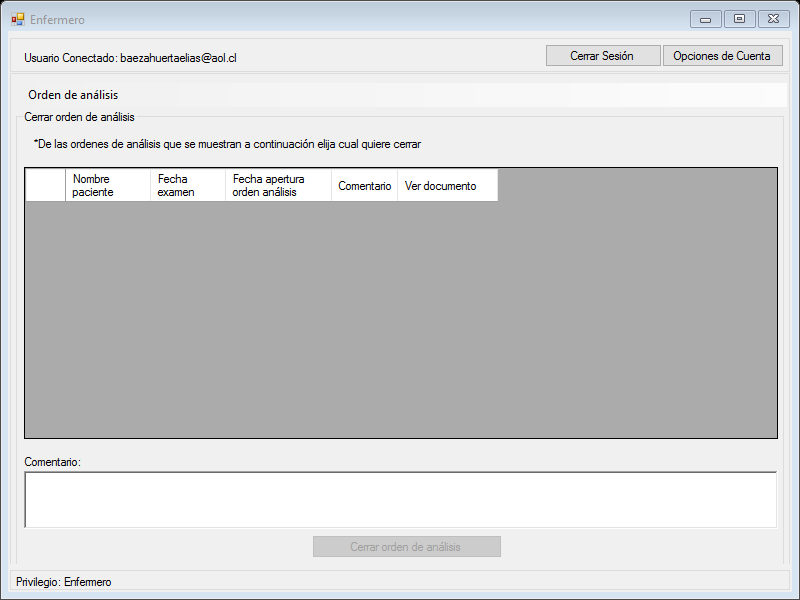 Enfermero
Usuario Conectado: baezahuertaelias@aol.cl
Cerrar Sesión
Opciones de Cuenta
Orden de análisis
Cerrar orden de análisis
*De las ordenes de análisis que se muestran a continuación elija cual quiere cerrar
Nombre
paciente
Fecha
examen
Fecha apertura
orden análisis
Comentario
Ver documento
Comentario:
Cerrar orden de análisis
Privilegio: Enfermero